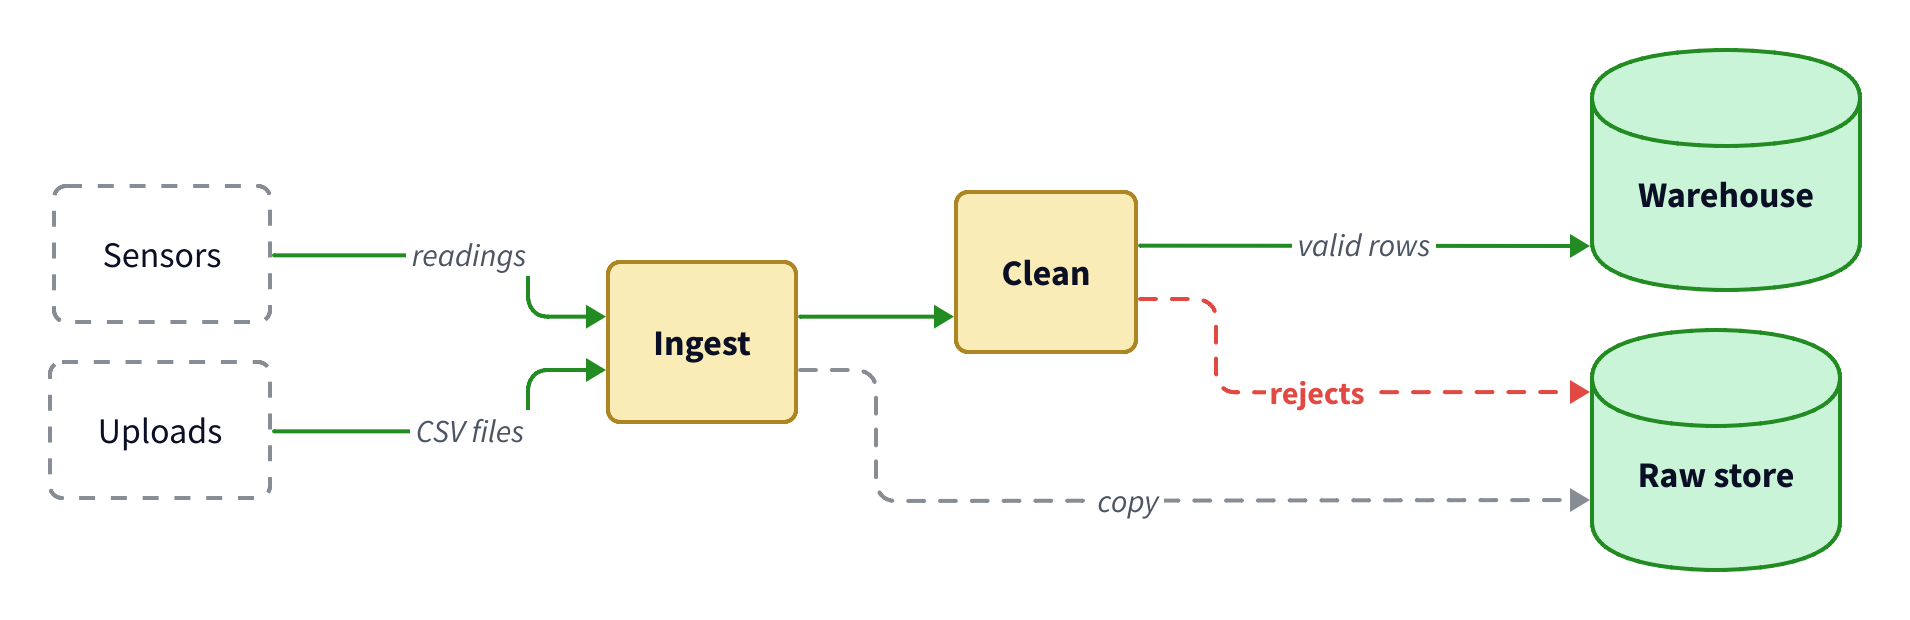 Sensors
readings
Uploads
CSV files
Ingest
Clean
valid rows
rejects
copy
Warehouse
Raw store